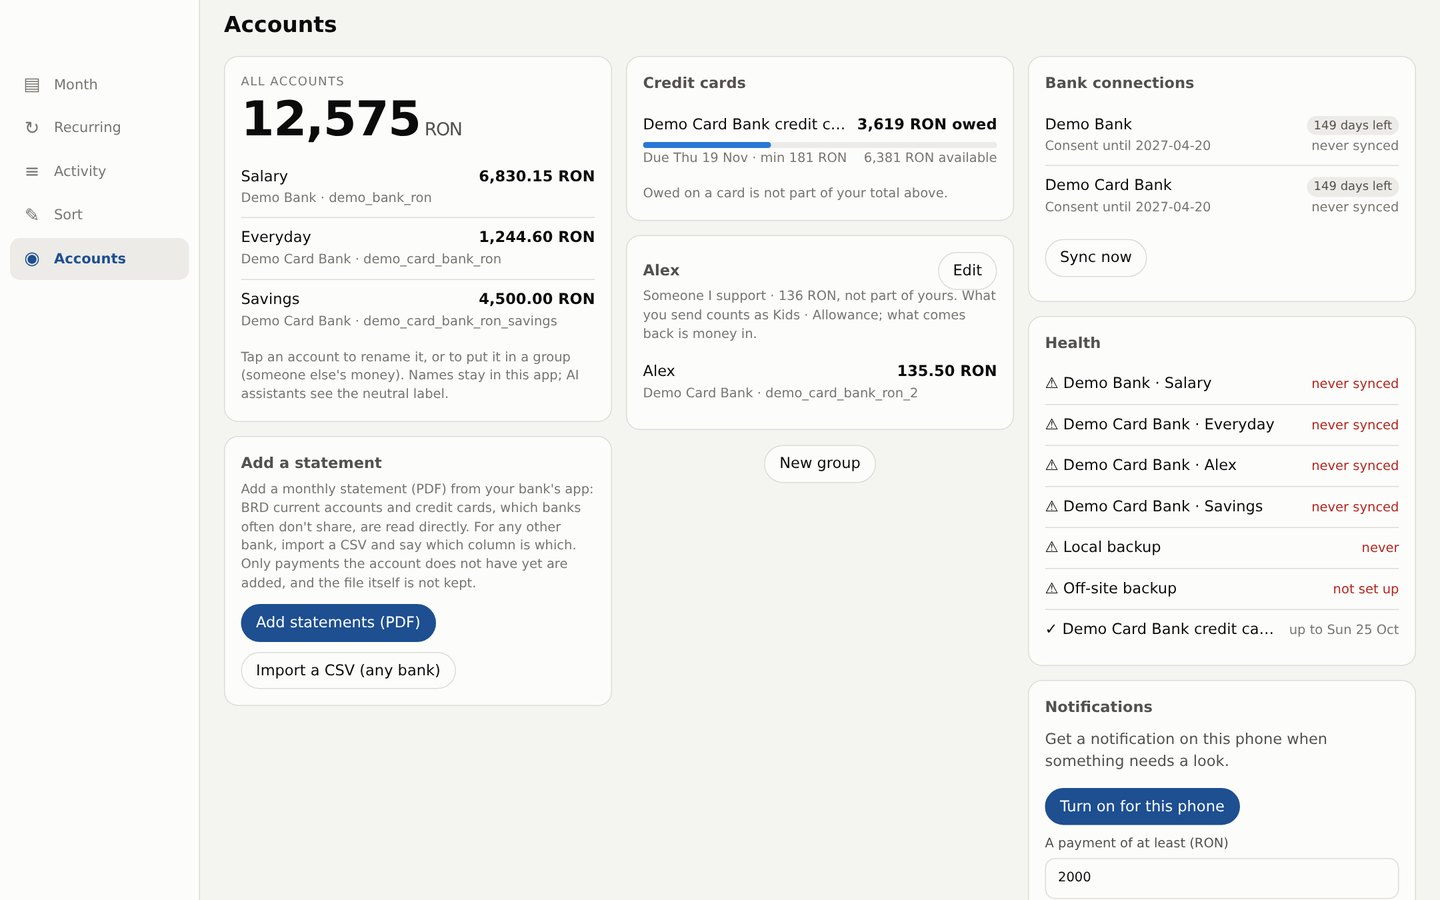 Accounts
Month
Recurring
Activity
Sort
Accounts
ALL ACCOUNTS
12,575 RON
Salary 6,830.15 RON
Demo Bank · demo_bank_ron
Everyday 1,244.60 RON
Demo Card Bank · demo_card_bank_ron
Savings 4,500.00 RON
Demo Card Bank · demo_card_bank_ron_savings
Tap an account to rename it, or to put it in a group
(someone else's money). Names stay in this app; AI
assistants see the neutral label.
Add a statement
Add a monthly statement (PDF) from your bank's app:
BRD current accounts and credit cards, which banks
often don't share, are read directly. For any other
bank, import a CSV and say which column is which.
Only payments the account does not have yet are
added, and the file itself is not kept.
Add statements (PDF)
Import a CSV (any bank)
Credit cards
Demo Card Bank credit c... 3,619 RON owed
Due Thu 19 Nov · min 181 RON 6,381 RON available
Owed on a card is not part of your total above.
Alex Edit
Someone I support · 136 RON, not part of yours. What
you send counts as Kids · Allowance; what comes
back is money in.
Alex 135.50 RON
Demo Card Bank · demo_card_bank_ron_2
New group
Bank connections
Demo Bank 149 days left
Consent until 2027-04-20 never synced
Demo Card Bank 149 days left
Consent until 2027-04-20 never synced
Sync now
Health
⚠ Demo Bank · Salary never synced
⚠ Demo Card Bank · Everyday never synced
⚠ Demo Card Bank · Alex never synced
⚠ Demo Card Bank · Savings never synced
⚠ Local backup never
⚠ Off-site backup not set up
✓ Demo Card Bank credit ca... up to Sun 25 Oct
Notifications
Get a notification on this phone when
something needs a look.
Turn on for this phone
A payment of at least (RON)
2000